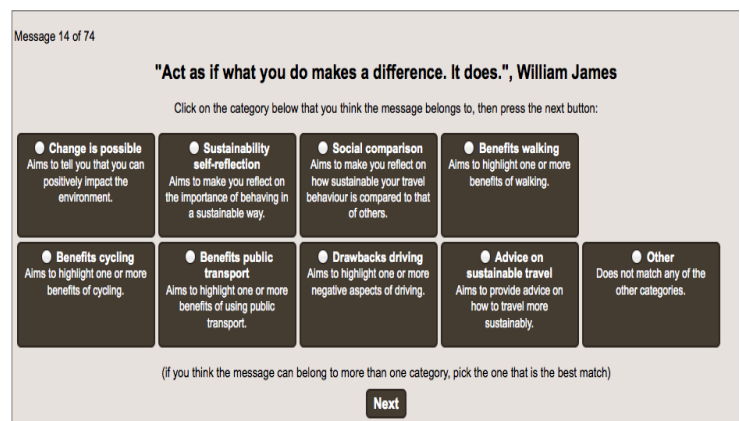 Message 14 of 74
"Act as if what you do makes a difference. It does.", William James
Click on the category below that you think the message belongs to, then press the next button:
Change is possible
Aims to tell you that you can
positively impact the
environment.
Sustainability
self-reflection
Aims to make you reflect on
the importance of behaving in
a sustainable way.
Social comparison
Aims to make you reflect on
how sustainable your travel
behaviour is compared to that
of others.
Benefits walking
Aims to highlight one or more
benefits of walking.
Benefits cycling
Aims to highlight one or more
benefits of cycling.
Benefits public
transport
Aims to highlight one or more
benefits of using public
transport.
Drawbacks driving
Aims to highlight one or more
negative aspects of driving.
Advice on
sustainable travel
Aims to provide advice on
how to travel more
sustainably.
Other
Does not match any of the
other categories.
(if you think the message can belong to more than one category, pick the one that is the best match)
Next